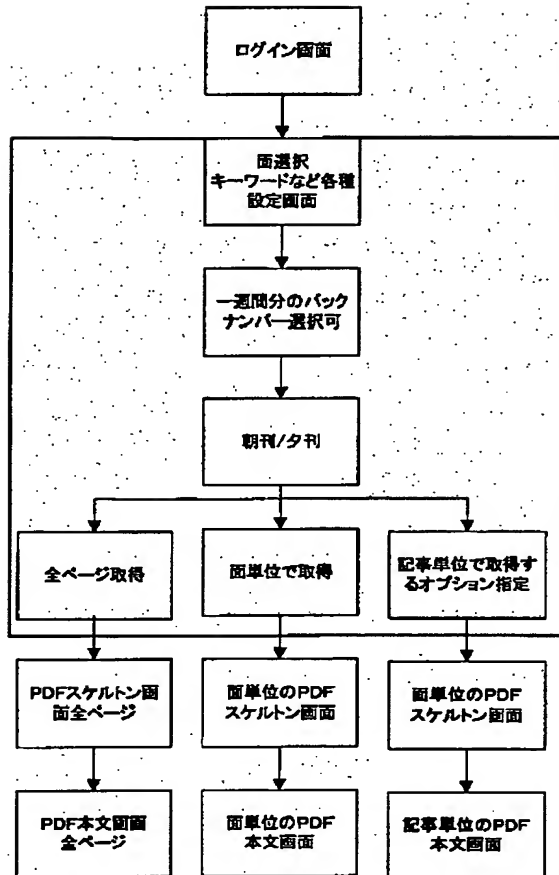 ログイン画面
面選択
キーワードなど各種
設定画面
一週間分のバック
ナンバー選択可
朝刊/夕刊
全ページ取得
面単位で取得
記事単位で取得す
るオプション指定
PDFスケルトン画
面全ページ
面単位のPDF
スケルトン画面
面単位のPDF
スケルトン画面
PDF本文画面
全ページ
面単位のPDF
本文画面
記事単位のPDF
本文画面